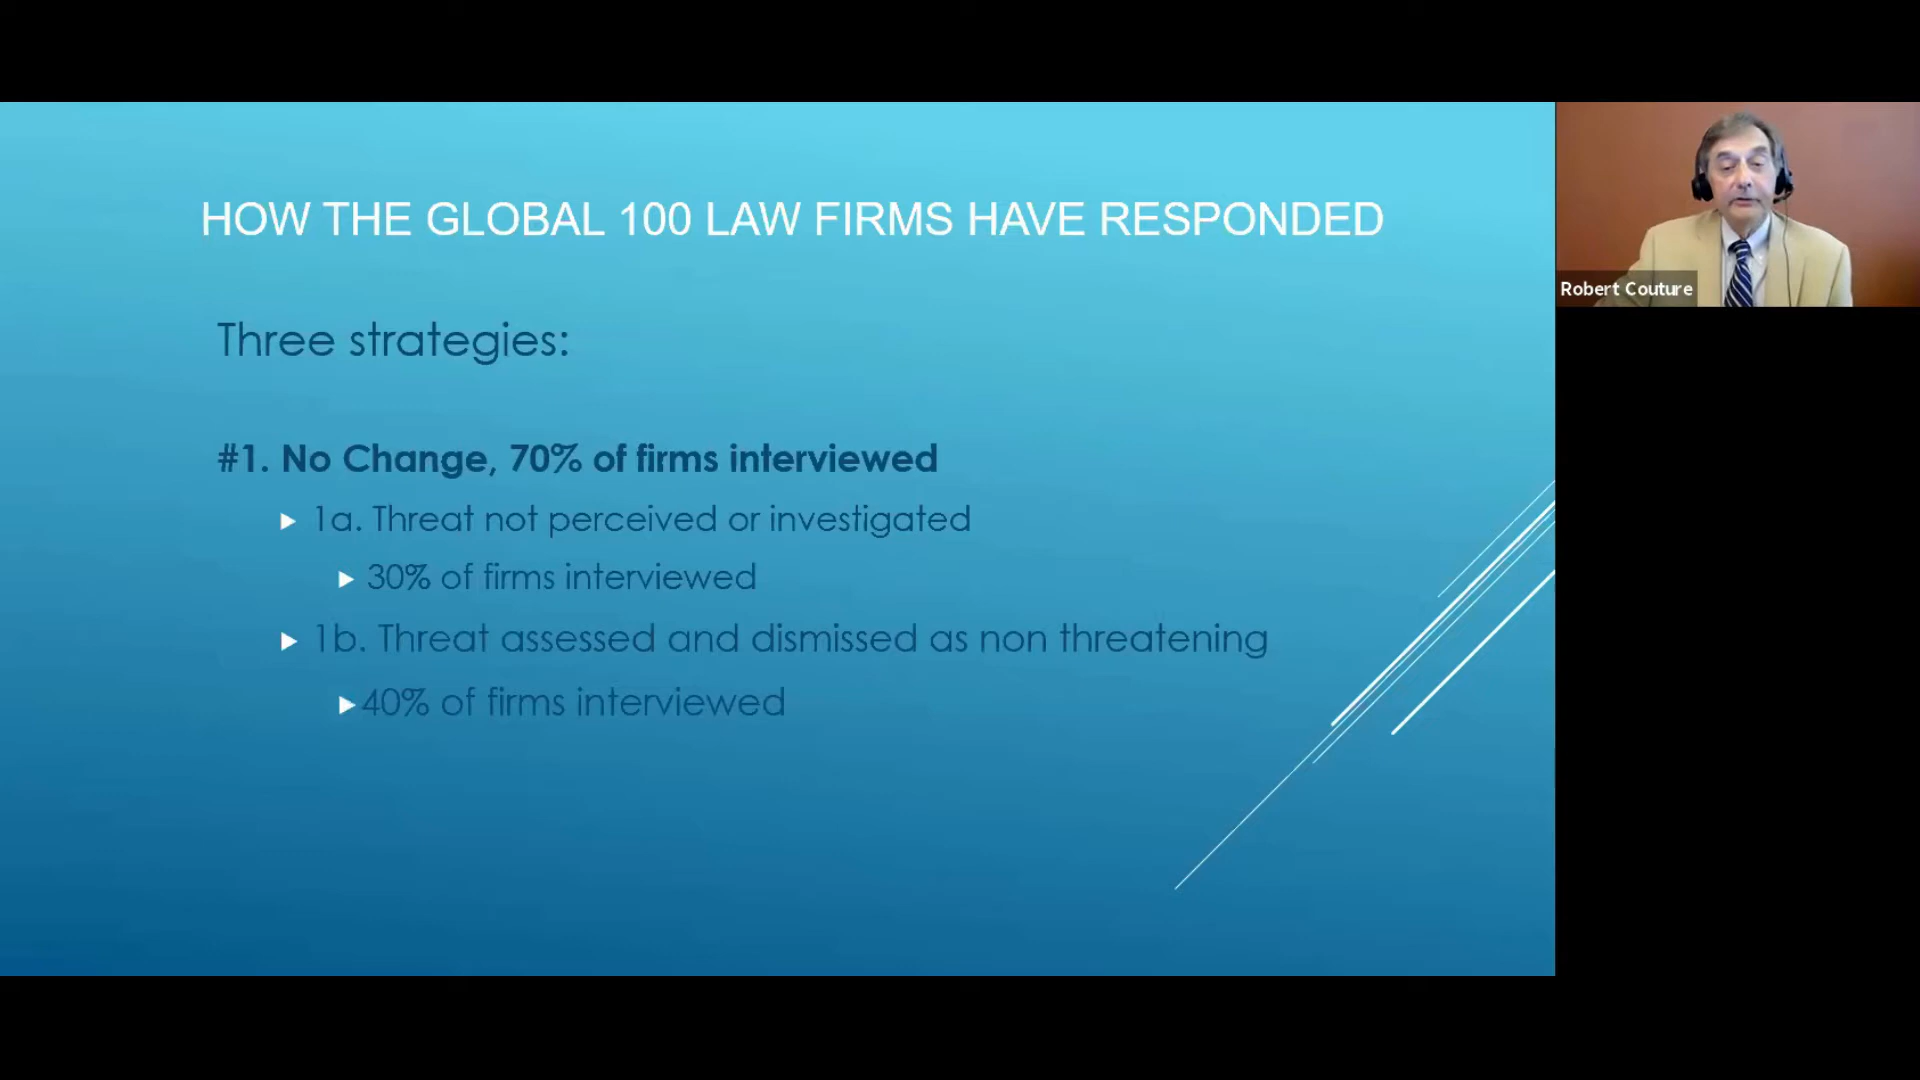 HOW THE GLOBAL 100 LAW FIRMS HAVE RESPONDED
Robert Couture
Three strategies:
#1. No Change, 70% of firms interviewed
1a. Threat not perceived or investigated
30% of firms interviewed
1b. Threat assessed and dismissed as non threatening
40% of firms interviewed